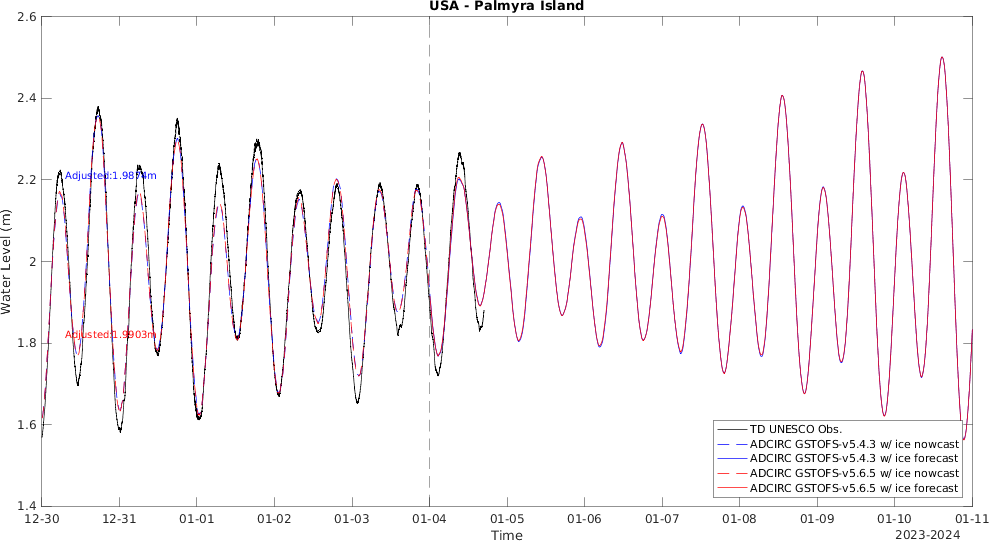 USA - Palmyra Island
2.6
2.4
2.2
2
1.8
1.6
1.4
Water Level (m)
Adjusted:1.9874m
Adjusted:1.9903m
TD UNESCO Obs.
ADCIRC GSTOFS-v5.4.3 w/ ice nowcast
ADCIRC GSTOFS-v5.4.3 w/ ice forecast
ADCIRC GSTOFS-v5.6.5 w/ ice nowcast
ADCIRC GSTOFS-v5.6.5 w/ ice forecast
12-30 12-31 01-01 01-02 01-03 01-04 01-05 01-06 01-07 01-08 01-09 01-10 01-11
Time
2023-2024